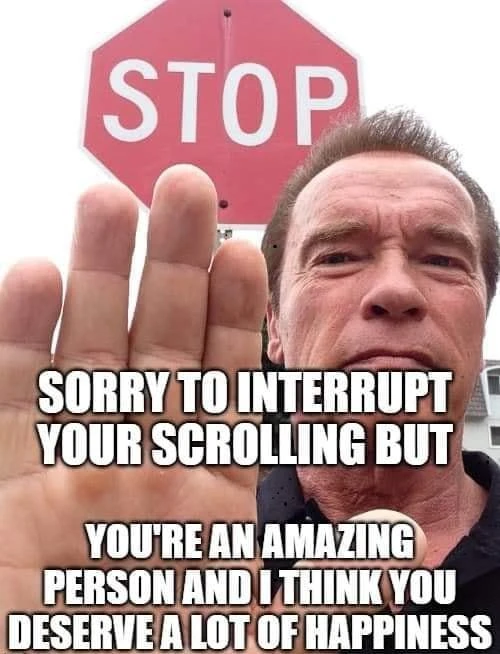 STOP
SORRY TO INTERRUPT
YOUR SCROLLING BUT
YOU'RE AN AMAZING
PERSON AND I THINK YOU
DESERVE A LOT OF HAPPINESS